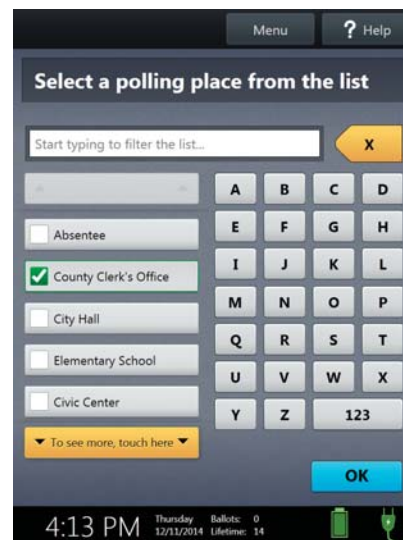 Menu ? Help
Select a polling place from the list
Start typing to filter the list... X
A B C D
Absentee E F G H
County Clerk's Office I J K L
City Hall M N O P
Q R S T
Elementary School U V W X
Civic Center Y Z 123
To see more, touch here
OK
4:13 PM Thursday Ballots: 0
12/11/2014 Lifetime: 14